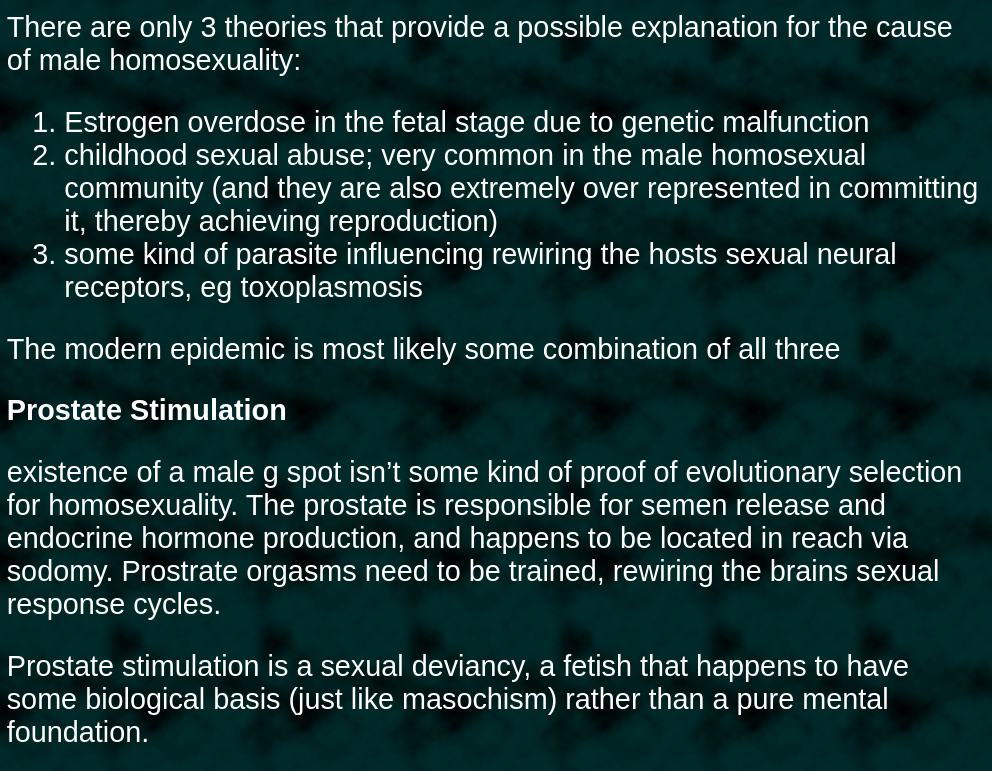 There are only 3 theories that provide a possible explanation for the cause
of male homosexuality:
1. Estrogen overdose in the fetal stage due to genetic malfunction
2. childhood sexual abuse; very common in the male homosexual
community (and they are also extremely over represented in committing
it, thereby achieving reproduction)
3. some kind of parasite influencing rewiring the hosts sexual neural
receptors, eg toxoplasmosis
The modern epidemic is most likely some combination of all three
Prostate Stimulation
existence of a male g spot isn’t some kind of proof of evolutionary selection
for homosexuality. The prostate is responsible for semen release and
endocrine hormone production, and happens to be located in reach via
sodomy. Prostrate orgasms need to be trained, rewiring the brains sexual
response cycles.
Prostate stimulation is a sexual deviancy, a fetish that happens to have
some biological basis (just like masochism) rather than a pure mental
foundation.